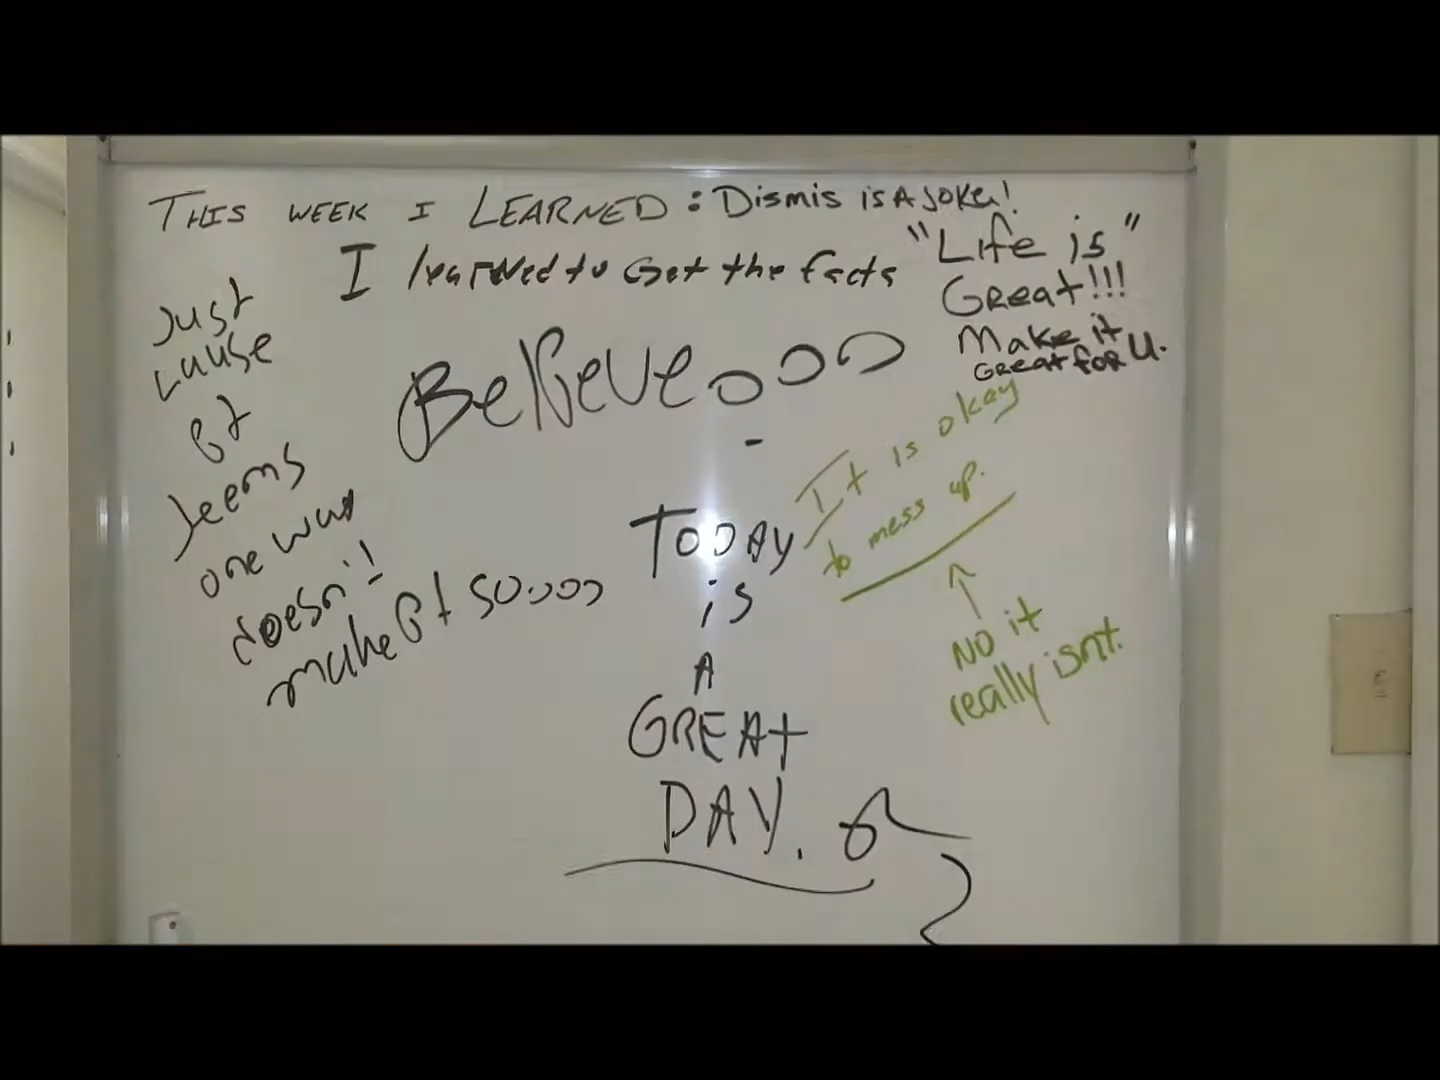 THIS WEEK I LEARNED: Dismis is A Joke!
I learned to Get the facts
"Life is"
Great!!!
Make it
Great for U.
Believe...
Just
cause
it
seems
one way
doesn't
make it so....
It is okay
to mess up.
NO it
really isnt.
TODAY
is
A
GREAT
DAY.